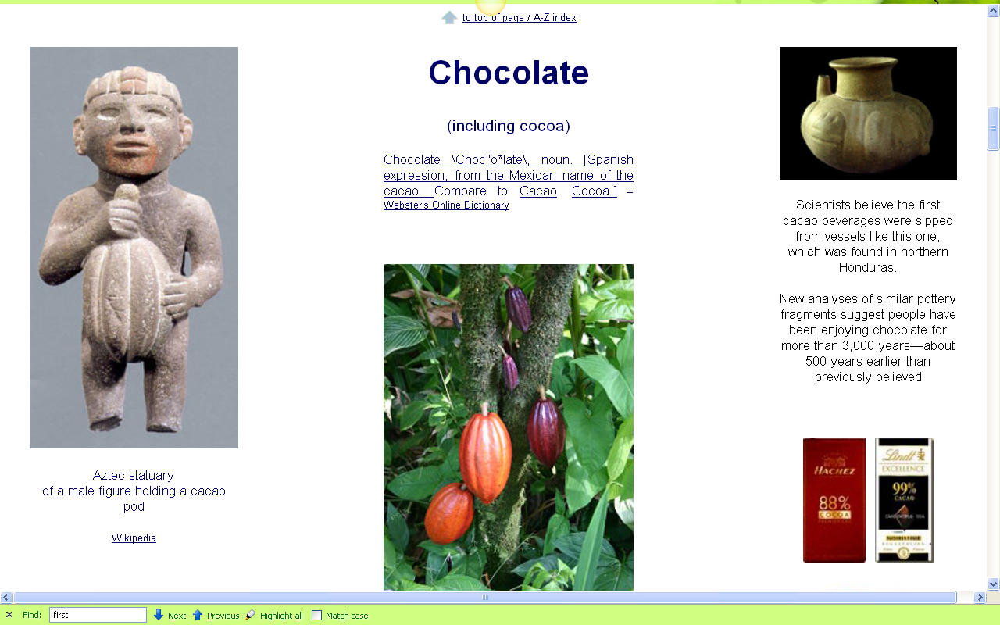 to top of page / A-Z index
Chocolate
(including cocoa)
Chocolate \Choc"o*late\, noun. [Spanish
expression, from the Mexican name of the
cacao. Compare to Cacao, Cocoa.] --
Webster's Online Dictionary
Aztec statuary
of a male figure holding a cacao
pod
Wikipedia
Scientists believe the first
cacao beverages were sipped
from vessels like this one,
which was found in northern
Honduras.
New analyses of similar pottery
fragments suggest people have
been enjoying chocolate for
more than 3,000 years—about
500 years earlier than
previously believed
HACHEZ
88%
COCOA
Lindt
EXCELLENCE
99%
CACAO
NOIRISSIME
Find: first
Next
Previous
Highlight all
Match case